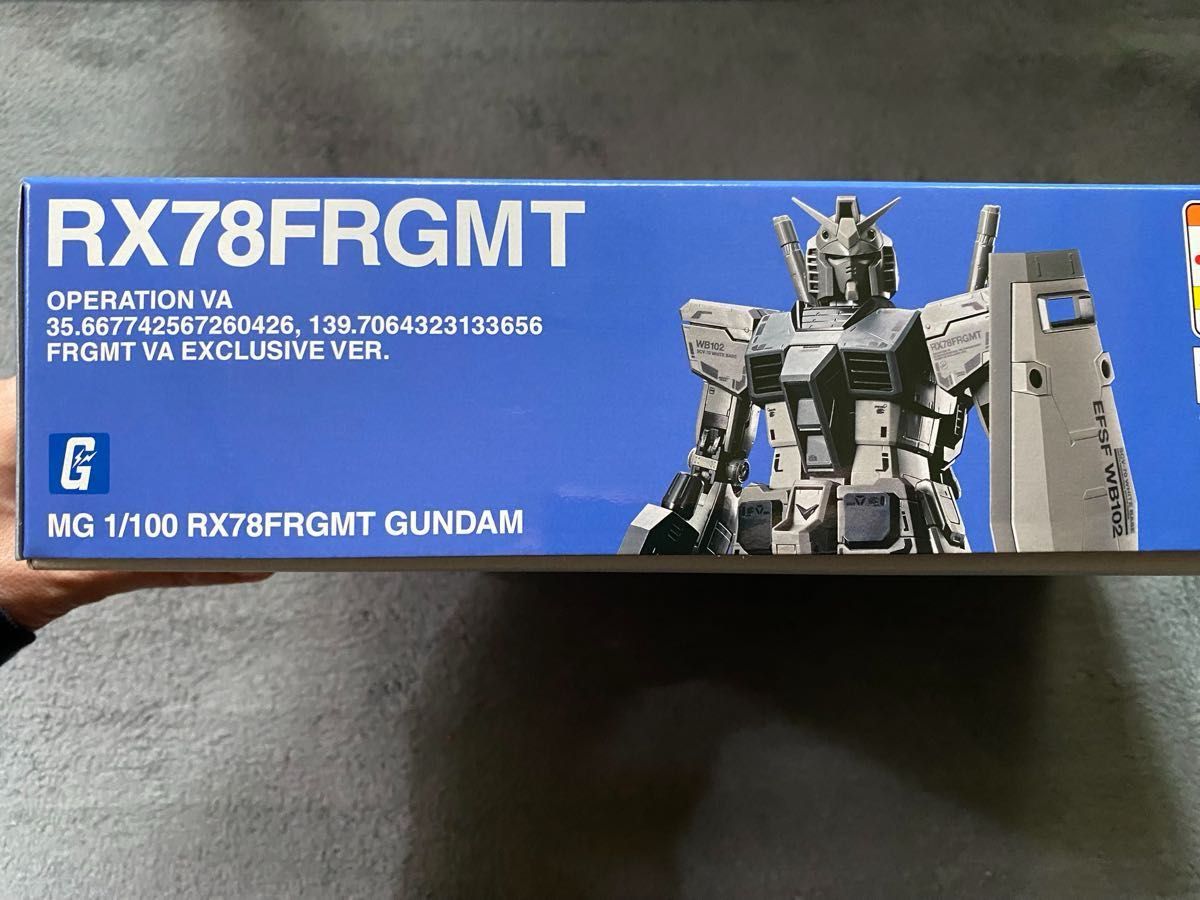 RX78FRGMT
OPERATION VA
35.667742567260426, 139.7064323133656
FRGMT VA EXCLUSIVE VER.
G
MG 1/100 RX78FRGMT GUNDAM
WB102
RX78FRGMT
EFSF WB102